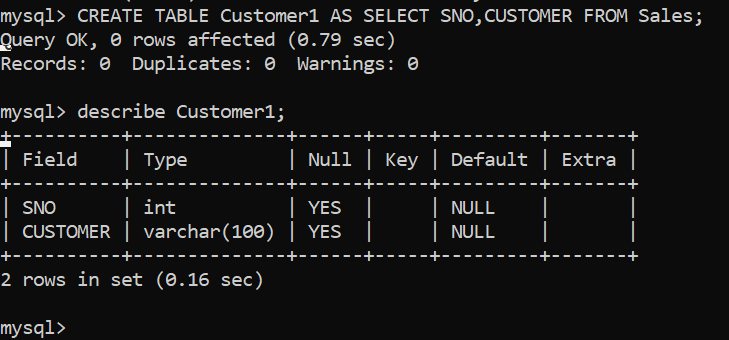 mysql> CREATE TABLE Customer1 AS SELECT SNO,CUSTOMER FROM Sales;
Query OK, 0 rows affected (0.79 sec)
Records: 0  Duplicates: 0  Warnings: 0

mysql> describe Customer1;
+----------+--------------+------+-----+---------+-------+
| Field    | Type         | Null | Key | Default | Extra |
+----------+--------------+------+-----+---------+-------+
| SNO      | int          | YES  |     | NULL    |       |
| CUSTOMER | varchar(100) | YES  |     | NULL    |       |
+----------+--------------+------+-----+---------+-------+
2 rows in set (0.16 sec)

mysql>